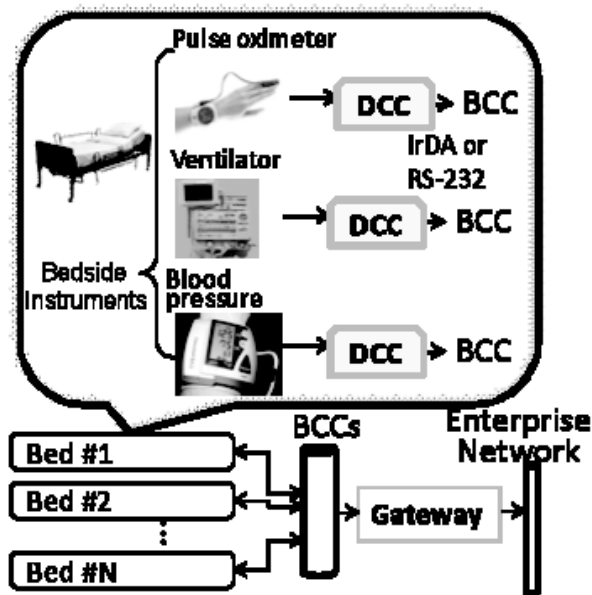 Pulse oximeter
DCC
BCC
IrDA or
RS-232
Ventilator
DCC
BCC
Bedside
Instruments
Blood
pressure
DCC
BCC
Bed #1
Bed #2
Bed #N
BCCs
Gateway
Enterprise
Network